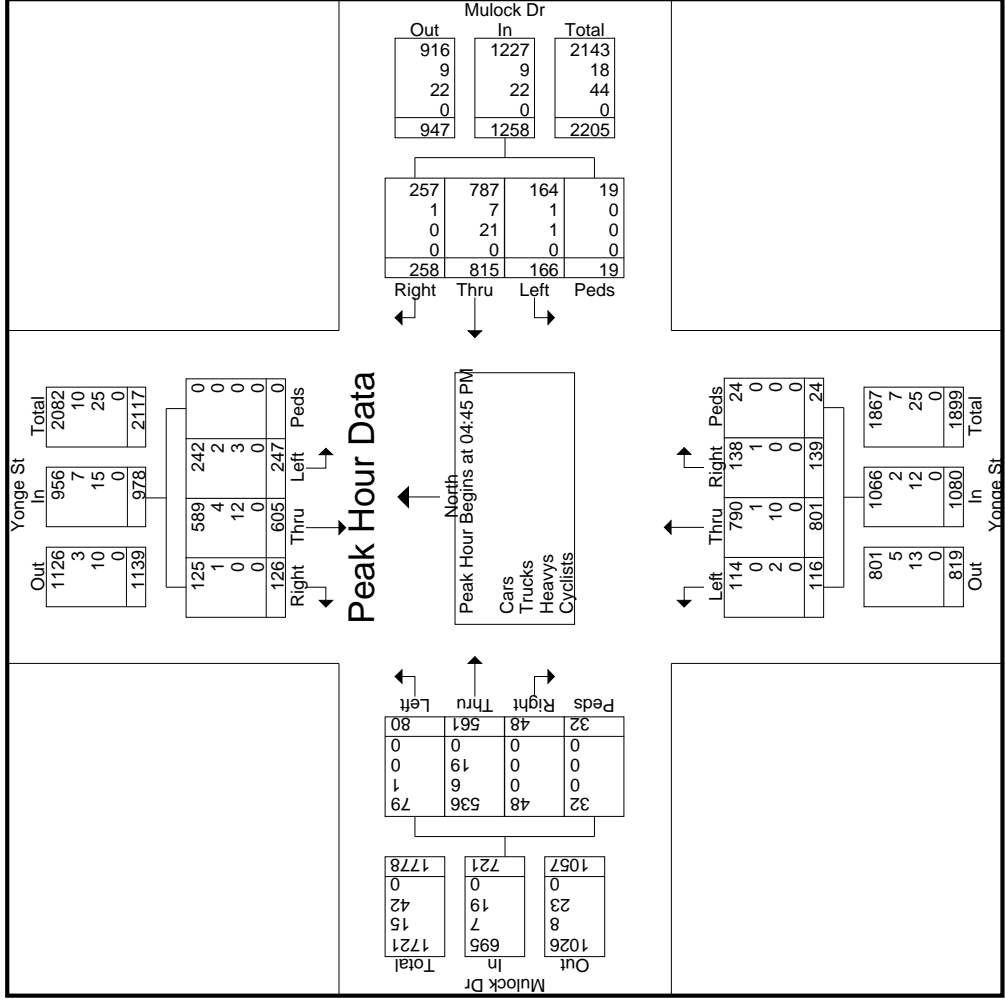 Mulock Dr
Out In Total
916 1227 2143
9 9 18
22 22 44
0 0 0
947 1258 2205
257 787 164 19
1 7 1 0
0 21 1 0
0 0 0 0
258 815 166 19
Right Thru Left Peds
Yonge St
Out In Total
1126 956 2082
3 7 10
10 15 25
0 0 0
1139 978 2117
125 589 242 0
1 4 2 0
0 12 3 0
0 0 0 0
126 605 247 0
Right Thru Left Peds
Peak Hour Data
North
Peak Hour Begins at 04:45 PM
Cars
Trucks
Heavys
Cyclists
Left Thru Right Peds
114 790 138 24
0 1 1 0
2 10 0 0
0 0 0 0
116 801 139 24
801 1066 1867
5 2 7
13 12 25
0 0 0
819 1080 1899
Out In Total
Yonge St
Left Thru Right Peds
80 561 48 32
0 0 0 0
0 19 0 0
1 6 0 0
79 536 48 32
1778 721 1057
0 0 0
42 19 23
15 7 8
1721 695 1026
Total In Out
Mulock Dr